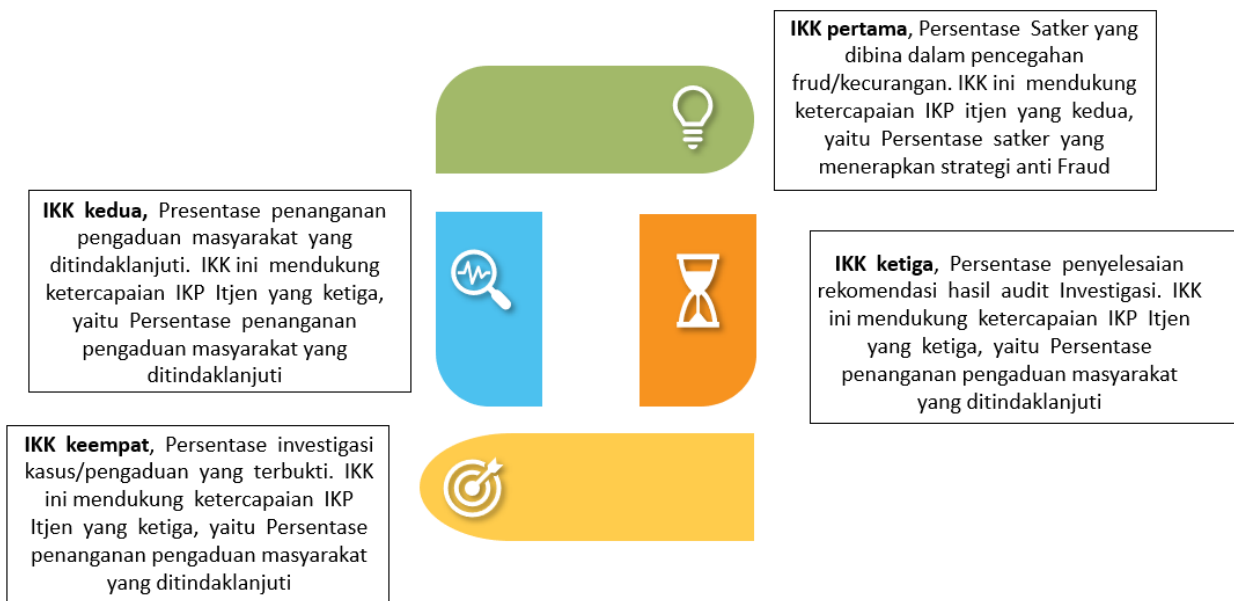 IKK pertama, Persentase Satker yang
dibina dalam pencegahan
frud/kecurangan. IKK ini mendukung
ketercapaian IKP itjen yang kedua,
yaitu Persentase satker yang
menerapkan strategi anti Fraud
IKK kedua, Presentase penanganan
pengaduan masyarakat yang
ditindaklanjuti. IKK ini mendukung
ketercapaian IKP Itjen yang ketiga,
yaitu Persentase penanganan
pengaduan masyarakat yang
ditindaklanjuti
IKK ketiga, Persentase penyelesaian
rekomendasi hasil audit Investigasi. IKK
ini mendukung ketercapaian IKP Itjen
yang ketiga, yaitu Persentase
penanganan pengaduan masyarakat
yang ditindaklanjuti
IKK keempat, Persentase investigasi
kasus/pengaduan yang terbukti. IKK
ini mendukung ketercapaian IKP
Itjen yang ketiga, yaitu Persentase
penanganan pengaduan masyarakat
yang ditindaklanjuti